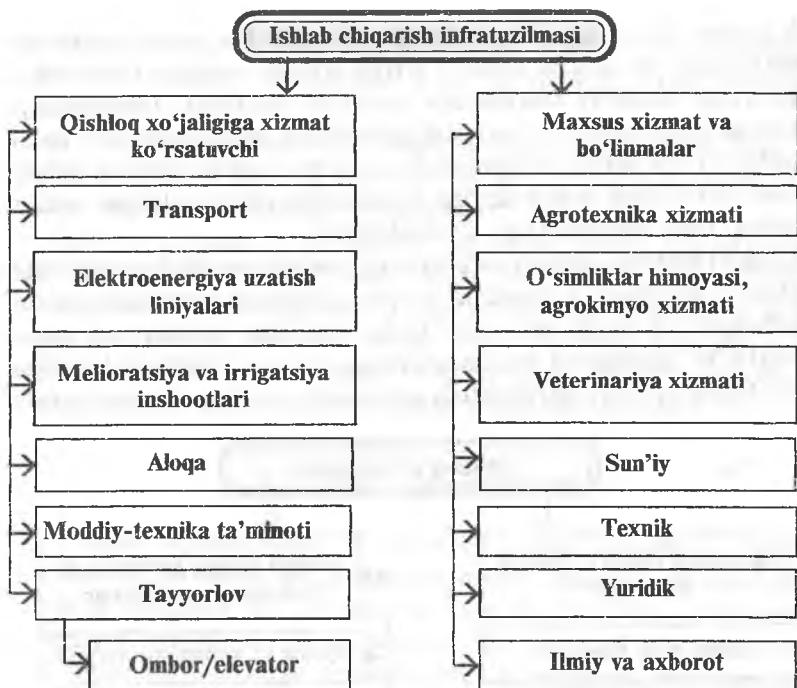 Ishlab chiqarish infratuzilmasi
Qishloq xo‘jaligiga xizmat
ko‘rsatuvchi
Transport
Elektroenergiya uzatish
liniyalari
Melioratsiya va irrigatsiya
inshootlari
Aloqa
Moddiy-texnika ta’minoti
Tayyorlov
Ombor/elevator
Maxsus xizmat va
bo‘linmalar
Agrotexnika xizmati
O‘simliklar himoyasi,
agrokimyo xizmati
Veterinariya xizmati
Sun’iy
Texnik
Yuridik
Ilmiy va axborot